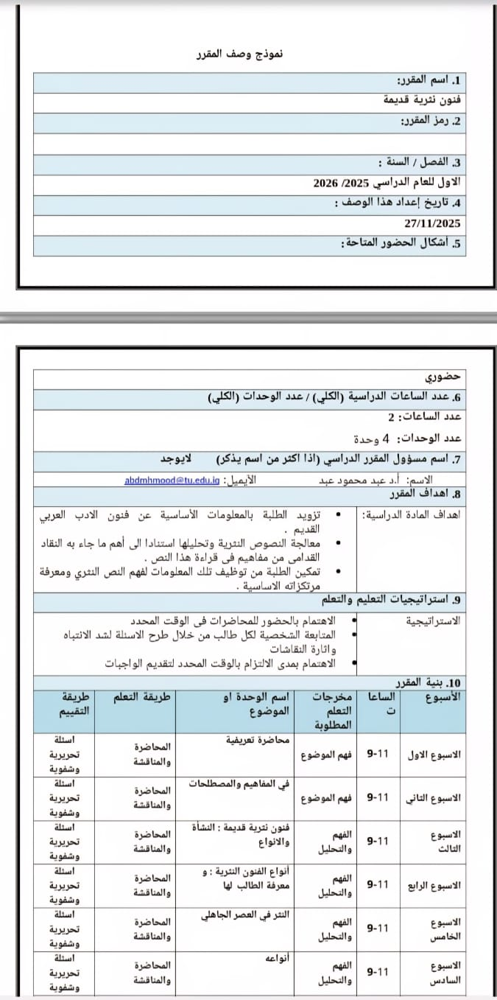 نموذج وصف المقرر
1. اسم المقرر:
فنون نثرية قديمة
2. رمز المقرر:
3. الفصل / السنة :
الاول للعام الدراسي 2025/ 2026
4. تاريخ إعداد هذا الوصف :
27/11/2025
5. أشكال الحضور المتاحة:
حضوري
6. عدد الساعات الدراسية (الكلي) / عدد الوحدات (الكلي)
عدد الساعات: 2
عدد الوحدات: 4 وحدة
7. اسم مسؤول المقرر الدراسي (اذا اكثر من اسم يذكر) لايوجد
الاسم: أ.د عبد محمود عبد الآيميل: abdmhmood@tu.edu.iq
8. اهداف المقرر
اهداف المادة الدراسية:
• تزويد الطلبة بالمعلومات الأساسية عن فنون الادب العربي
القديم .
• معالجة النصوص النثرية وتحليلها استنادا الى أهم ما جاء به النقاد
القدامى من مفاهيم في قراءة هذا النص .
• تمكين الطلبة من توظيف تلك المعلومات لفهم النص النثري ومعرفة
مرتكزاته الاساسية .
9. استراتيجيات التعليم والتعلم
الاستراتيجية
• الاهتمام بالحضور للمحاضرات في الوقت المحدد
• المتابعة الشخصية لكل طالب من خلال طرح الاسئلة لشد الانتباه
واثارة النقاشات
• الاهتمام بمدى الالتزام بالوقت المحدد لتقديم الواجبات
10. بنية المقرر
الأسبوع
الساعا
ت
مخرجات
التعلم
المطلوبة
اسم الوحدة او
الموضوع
طريقة التعلم
طريقة
التقييم
الاسبوع الاول
9-11
فهم الموضوع
محاضرة تعريفية
المحاضرة
والمناقشة
اسئلة
تحريرية
وشفوية
الاسبوع الثاني
9-11
فهم الموضوع
في المفاهيم والمصطلحات
المحاضرة
والمناقشة
اسئلة
تحريرية
وشفوية
الاسبوع
الثالث
9-11
الفهم
والتحليل
فنون نثرية قديمة : النشأة
والانواع
المحاضرة
والمناقشة
اسئلة
تحريرية
وشفوية
الاسبوع الرابع
9-11
الفهم
والتحليل
أنواع الفنون النثرية : و
معرفة الطالب لها
المحاضرة
والمناقشة
اسئلة
تحريرية
وشفوية
الاسبوع
الخامس
9-11
الفهم
والتحليل
النثر في العصر الجاهلي
المحاضرة
والمناقشة
اسئلة
تحريرية
وشفوية
الاسبوع
السادس
9-11
الفهم
والتحليل
أنواعه
المحاضرة
والمناقشة
اسئلة
تحريرية
وشفوية